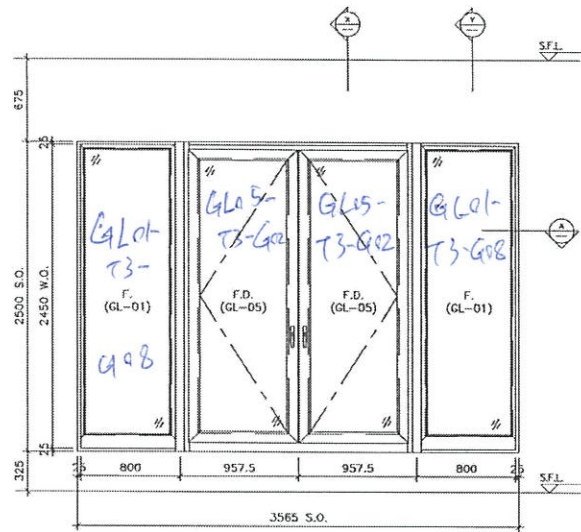 X
Y
S.F.L.
675
25
2500 S.O.
2450 W.O.
GL01-
T3-
G08
F.
(GL-01)
GL05-
T3-G02
F.D.
(GL-05)
GL05-
T3-G02
F.D.
(GL-05)
GL01-
T3-G08
F.
(GL-01)
A
25
325
25
800
957.5
957.5
800
25
S.F.L.
3565 S.O.